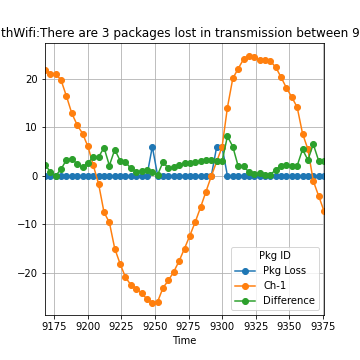 thWifi:There are 3 packages lost in transmission between 9
20
10
0
−10
−20
9175 9200 9225 9250 9275 9300 9325 9350 9375
Time
Pkg ID
Pkg Loss
Ch-1
Difference